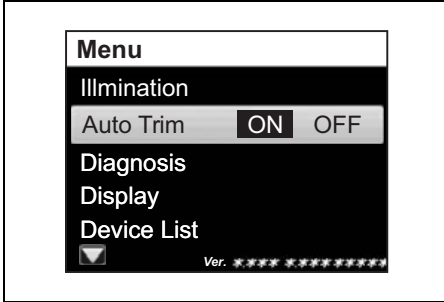 Menu
Illmination
Auto Trim ON OFF
Diagnosis
Display
Device List
Ver. **** *********